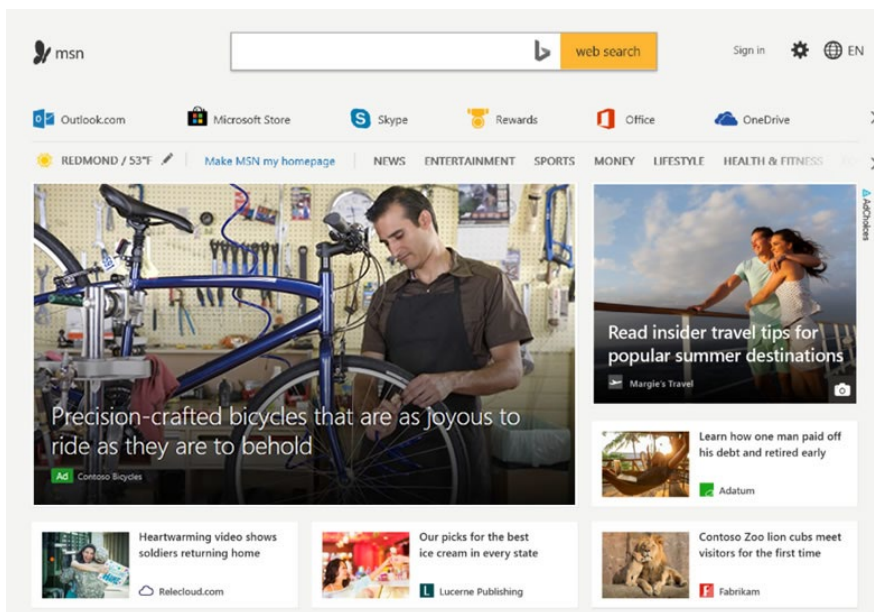 msn
web search
Sign in
EN
Outlook.com
Microsoft Store
Skype
Rewards
Office
OneDrive
REDMOND / 53°F
Make MSN my homepage
NEWS
ENTERTAINMENT
SPORTS
MONEY
LIFESTYLE
HEALTH & FITNESS
AdChoices
Precision-crafted bicycles that are as joyous to
ride as they are to behold
Ad Contoso Bicycles
Read insider travel tips for
popular summer destinations
Margie's Travel
Learn how one man paid off
his debt and retired early
Adatum
Heartwarming video shows
soldiers returning home
Relecloud.com
Our picks for the best
ice cream in every state
L Lucerne Publishing
Contoso Zoo lion cubs meet
visitors for the first time
Fabrikam